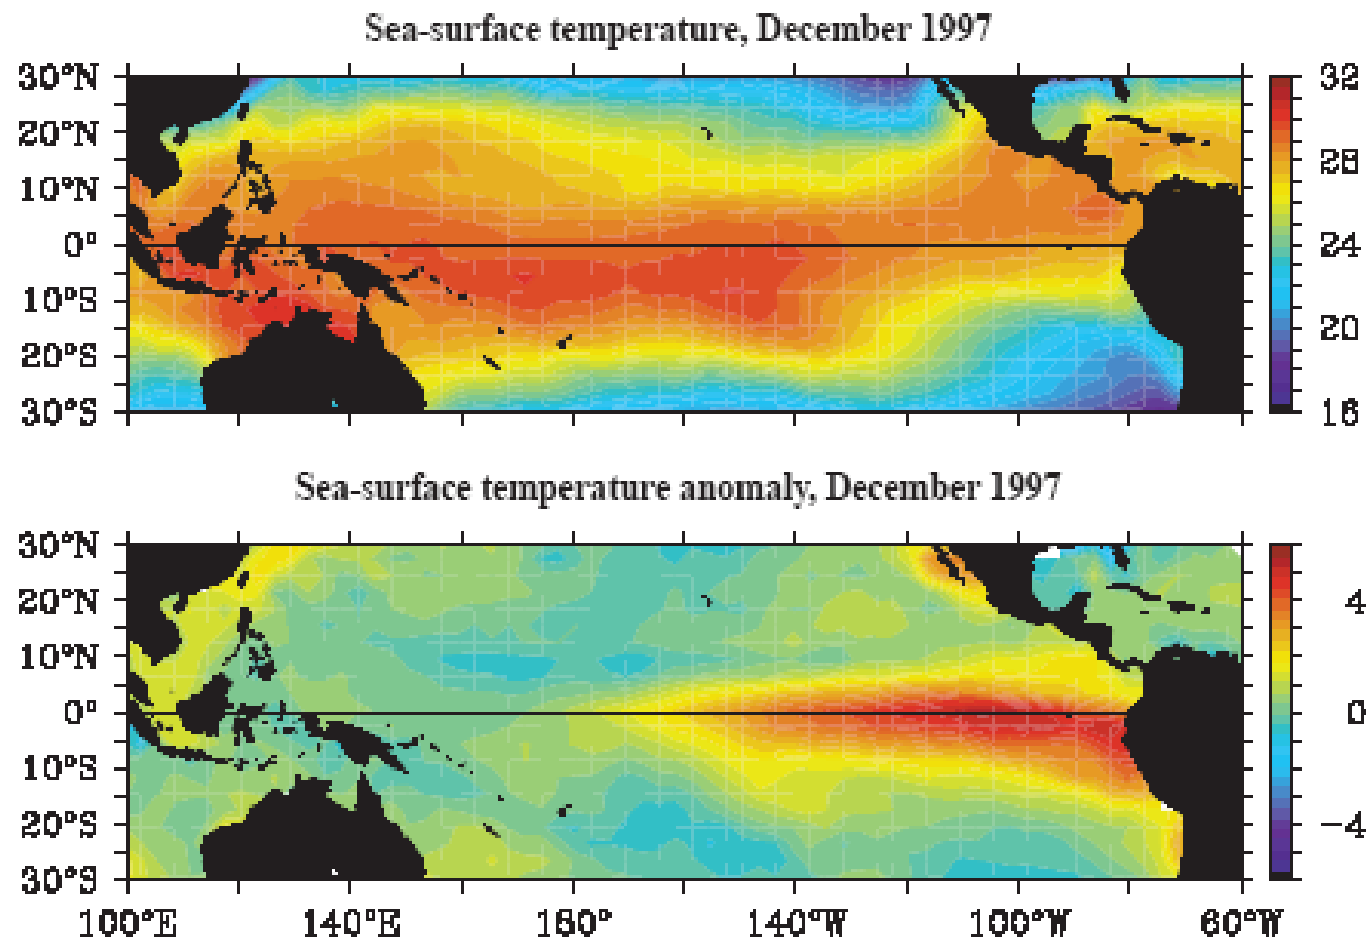 Sea-surface temperature, December 1997
30°N
20°N
10°N
0°
10°S
20°S
30°S
32
28
24
20
16
Sea-surface temperature anomaly, December 1997
30°N
20°N
10°N
0°
10°S
20°S
30°S
4
0
-4
100°E 140°E 180° 140°W 100°W 60°W